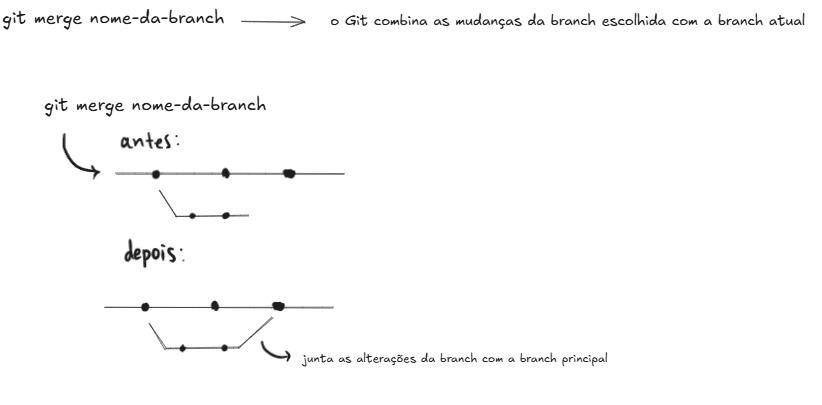 git merge nome-da-branch
o Git combina as mudanças da branch escolhida com a branch atual
git merge nome-da-branch
antes:
depois:
junta as alterações da branch com a branch principal